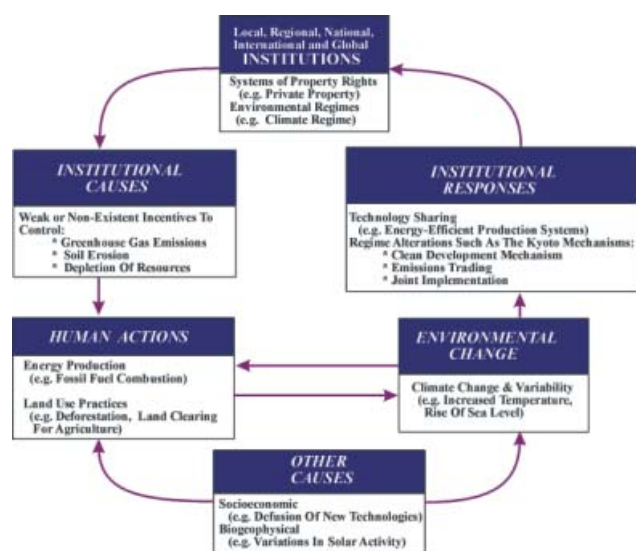 Local, Regional, National,
International and Global
INSTITUTIONS
Systems of Property Rights
(e.g. Private Property)
Environmental Regimes
(e.g. Climate Regime)
INSTITUTIONAL
CAUSES
Weak or Non-Existent Incentives To
Control:
* Greenhouse Gas Emissions
* Soil Erosion
* Depletion Of Resources
INSTITUTIONAL
RESPONSES
Technology Sharing
(e.g. Energy-Efficient Production Systems)
Regime Alterations Such As The Kyoto Mechanisms:
* Clean Development Mechanism
* Emissions Trading
* Joint Implementation
HUMAN ACTIONS
Energy Production
(e.g. Fossil Fuel Combustion)
Land Use Practices
(e.g. Deforestation, Land Clearing
For Agriculture)
ENVIRONMENTAL
CHANGE
Climate Change & Variability
(e.g. Increased Temperature,
Rise Of Sea Level)
OTHER
CAUSES
Socioeconomic
(e.g. Defusion Of New Technologies)
Biogeophysical
(e.g. Variations In Solar Activity)